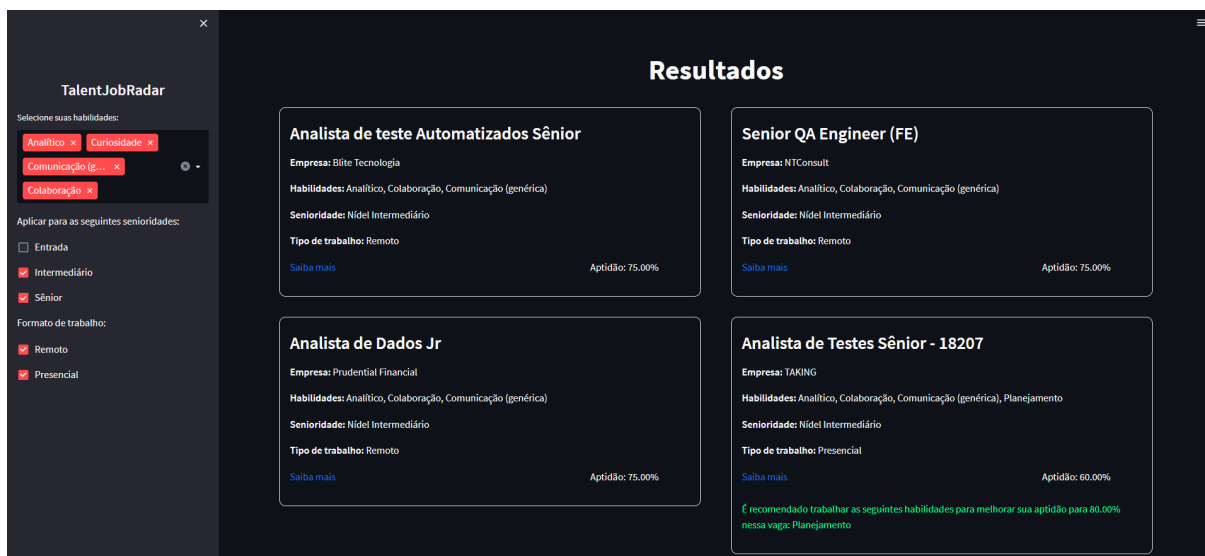 TalentJobRadar
Selecione suas habilidades:
Analítico ×
Curiosidade ×
Comunicação (g... ×
Colaboração ×
Aplicar para as seguintes senioridades:
Entrada
Intermediário
Sênior
Formato de trabalho:
Remoto
Presencial
Resultados
Analista de teste Automatizados Sênior
Empresa: Blite Tecnologia
Habilidades: Analítico, Colaboração, Comunicação (genérica)
Senioridade: Nídel Intermediário
Tipo de trabalho: Remoto
Saiba mais
Aptidão: 75.00%
Senior QA Engineer (FE)
Empresa: NTConsult
Habilidades: Analítico, Colaboração, Comunicação (genérica)
Senioridade: Nídel Intermediário
Tipo de trabalho: Remoto
Saiba mais
Aptidão: 75.00%
Analista de Dados Jr
Empresa: Prudential Financial
Habilidades: Analítico, Colaboração, Comunicação (genérica)
Senioridade: Nídel Intermediário
Tipo de trabalho: Remoto
Saiba mais
Aptidão: 75.00%
Analista de Testes Sênior - 18207
Empresa: TAKING
Habilidades: Analítico, Colaboração, Comunicação (genérica), Planejamento
Senioridade: Nídel Intermediário
Tipo de trabalho: Presencial
Saiba mais
Aptidão: 60.00%
É recomendado trabalhar as seguintes habilidades para melhorar sua aptidão para 80.00%
nessa vaga: Planejamento